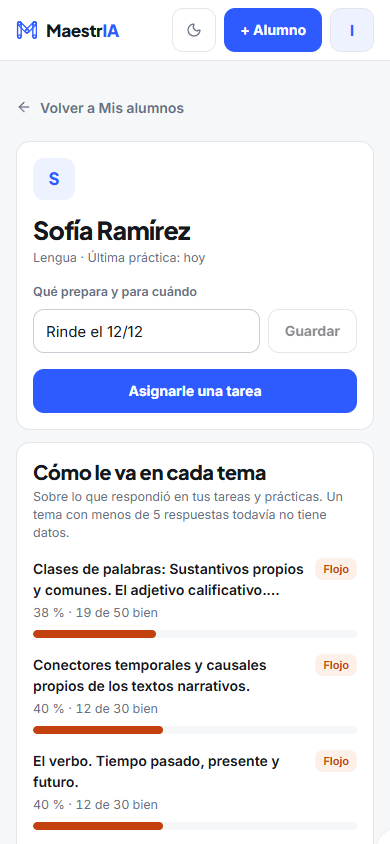 MaestrIA
+ Alumno
I
Volver a Mis alumnos
S
Sofía Ramírez
Lengua · Última práctica: hoy
Qué prepara y para cuándo
Rinde el 12/12
Guardar
Asignarle una tarea
Cómo le va en cada tema
Sobre lo que respondió en tus tareas y prácticas. Un
tema con menos de 5 respuestas todavía no tiene
datos.
Clases de palabras: Sustantivos propios
y comunes. El adjetivo calificativo....
Flojo
38 % · 19 de 50 bien
Conectores temporales y causales
propios de los textos narrativos.
Flojo
40 % · 12 de 30 bien
El verbo. Tiempo pasado, presente y
futuro.
Flojo
40 % · 12 de 30 bien